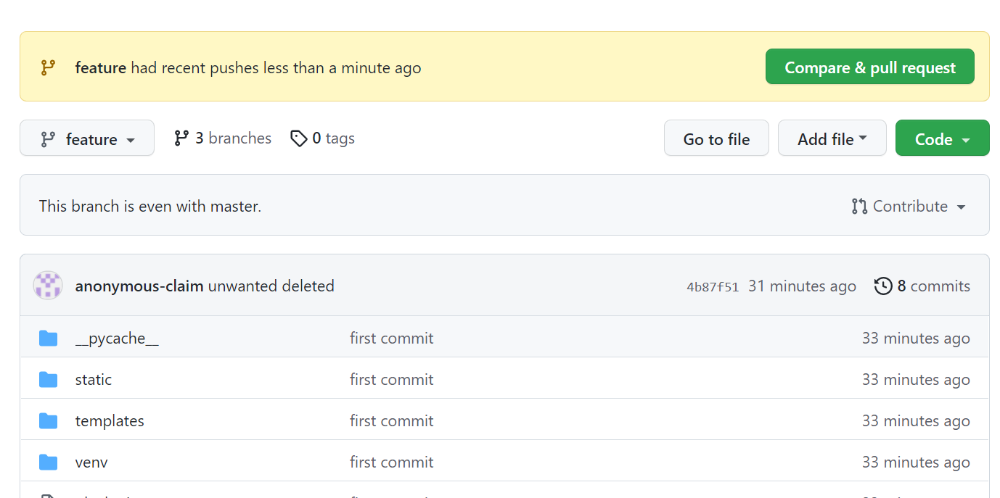 feature had recent pushes less than a minute ago
Compare & pull request
feature
3 branches
0 tags
Go to file
Add file
Code
This branch is even with master.
Contribute
anonymous-claim unwanted deleted
4b87f51 31 minutes ago
8 commits
__pycache__ first commit 33 minutes ago
static first commit 33 minutes ago
templates first commit 33 minutes ago
venv first commit 33 minutes ago